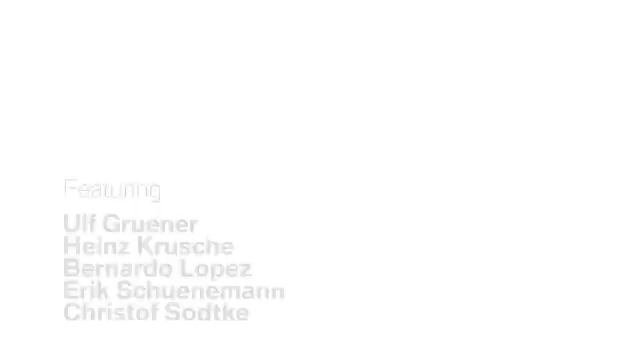 Featuring
Ulf Gruener
Heinz Krusche
Bernardo Lopez
Erik Schuenemann
Christof Sodtke